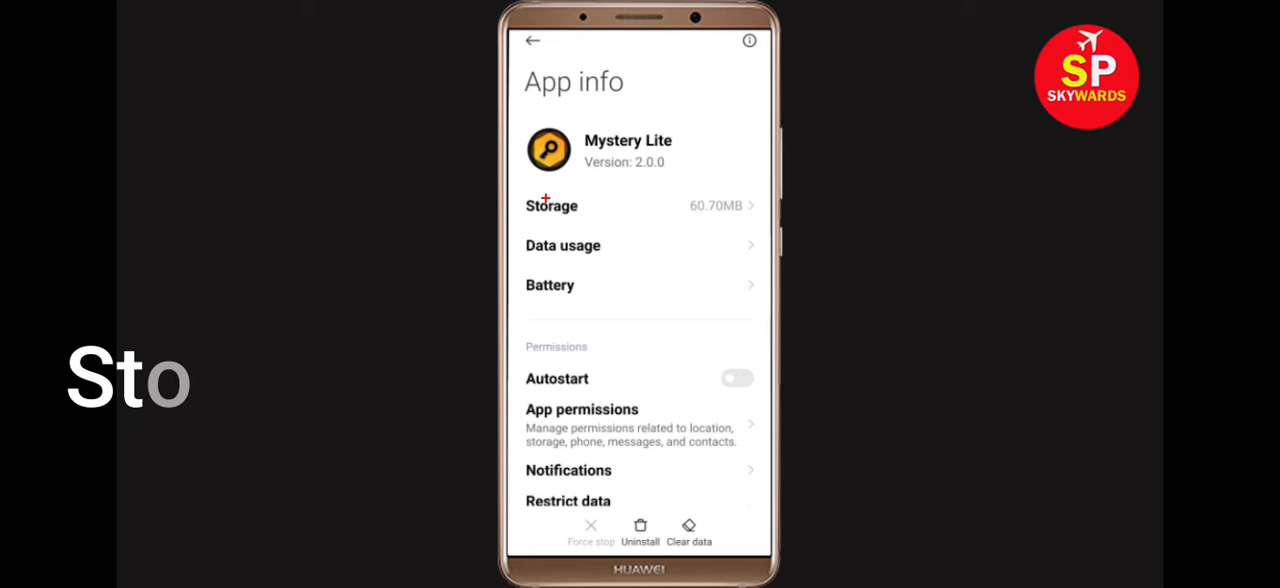 App info
Mystery Lite
Version: 2.0.0
Storage 60.70MB
Data usage
Battery
Permissions
Autostart
App permissions
Manage permissions related to location,
storage, phone, messages, and contacts.
Notifications
Restrict data
Force stop Uninstall Clear data
HUAWEI
Sto
SP
SKYWARDS